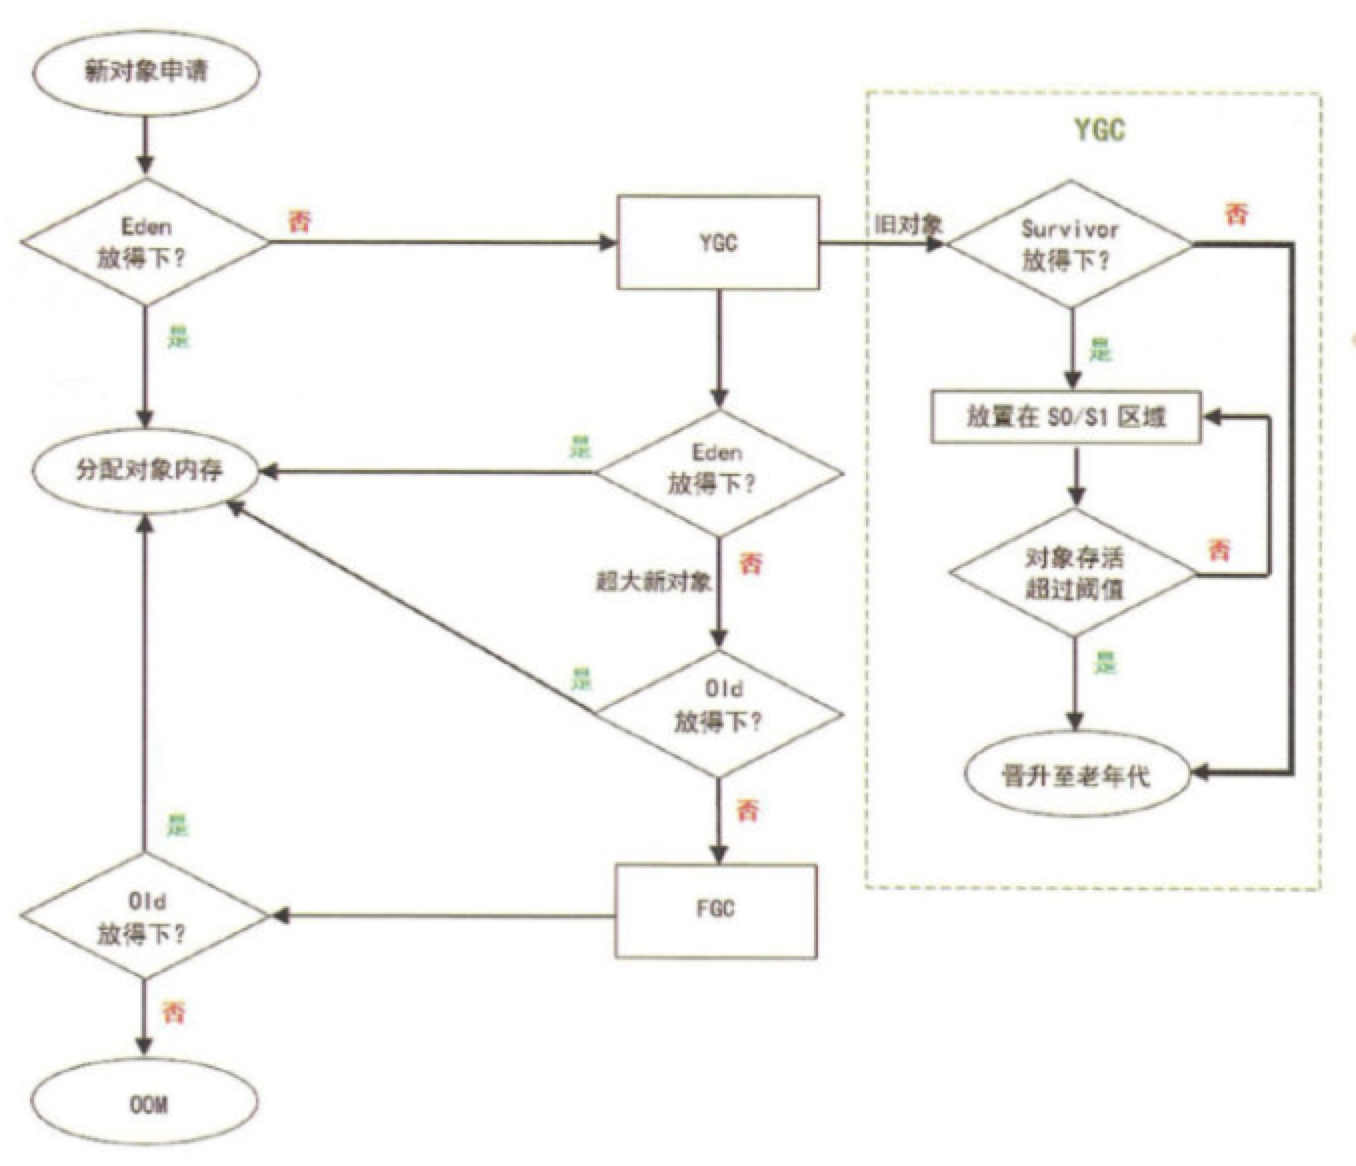 新对象申请
YGC
Eden
放得下?
否
YGC
旧对象
Survivor
放得下?
否
是
是
放置在 S0/S1 区域
分配对象内存
是
Eden
放得下?
否
超大新对象
对象存活
超过阈值
否
是
是
Old
放得下?
晋升至老年代
否
是
Old
放得下?
FGC
否
OOM